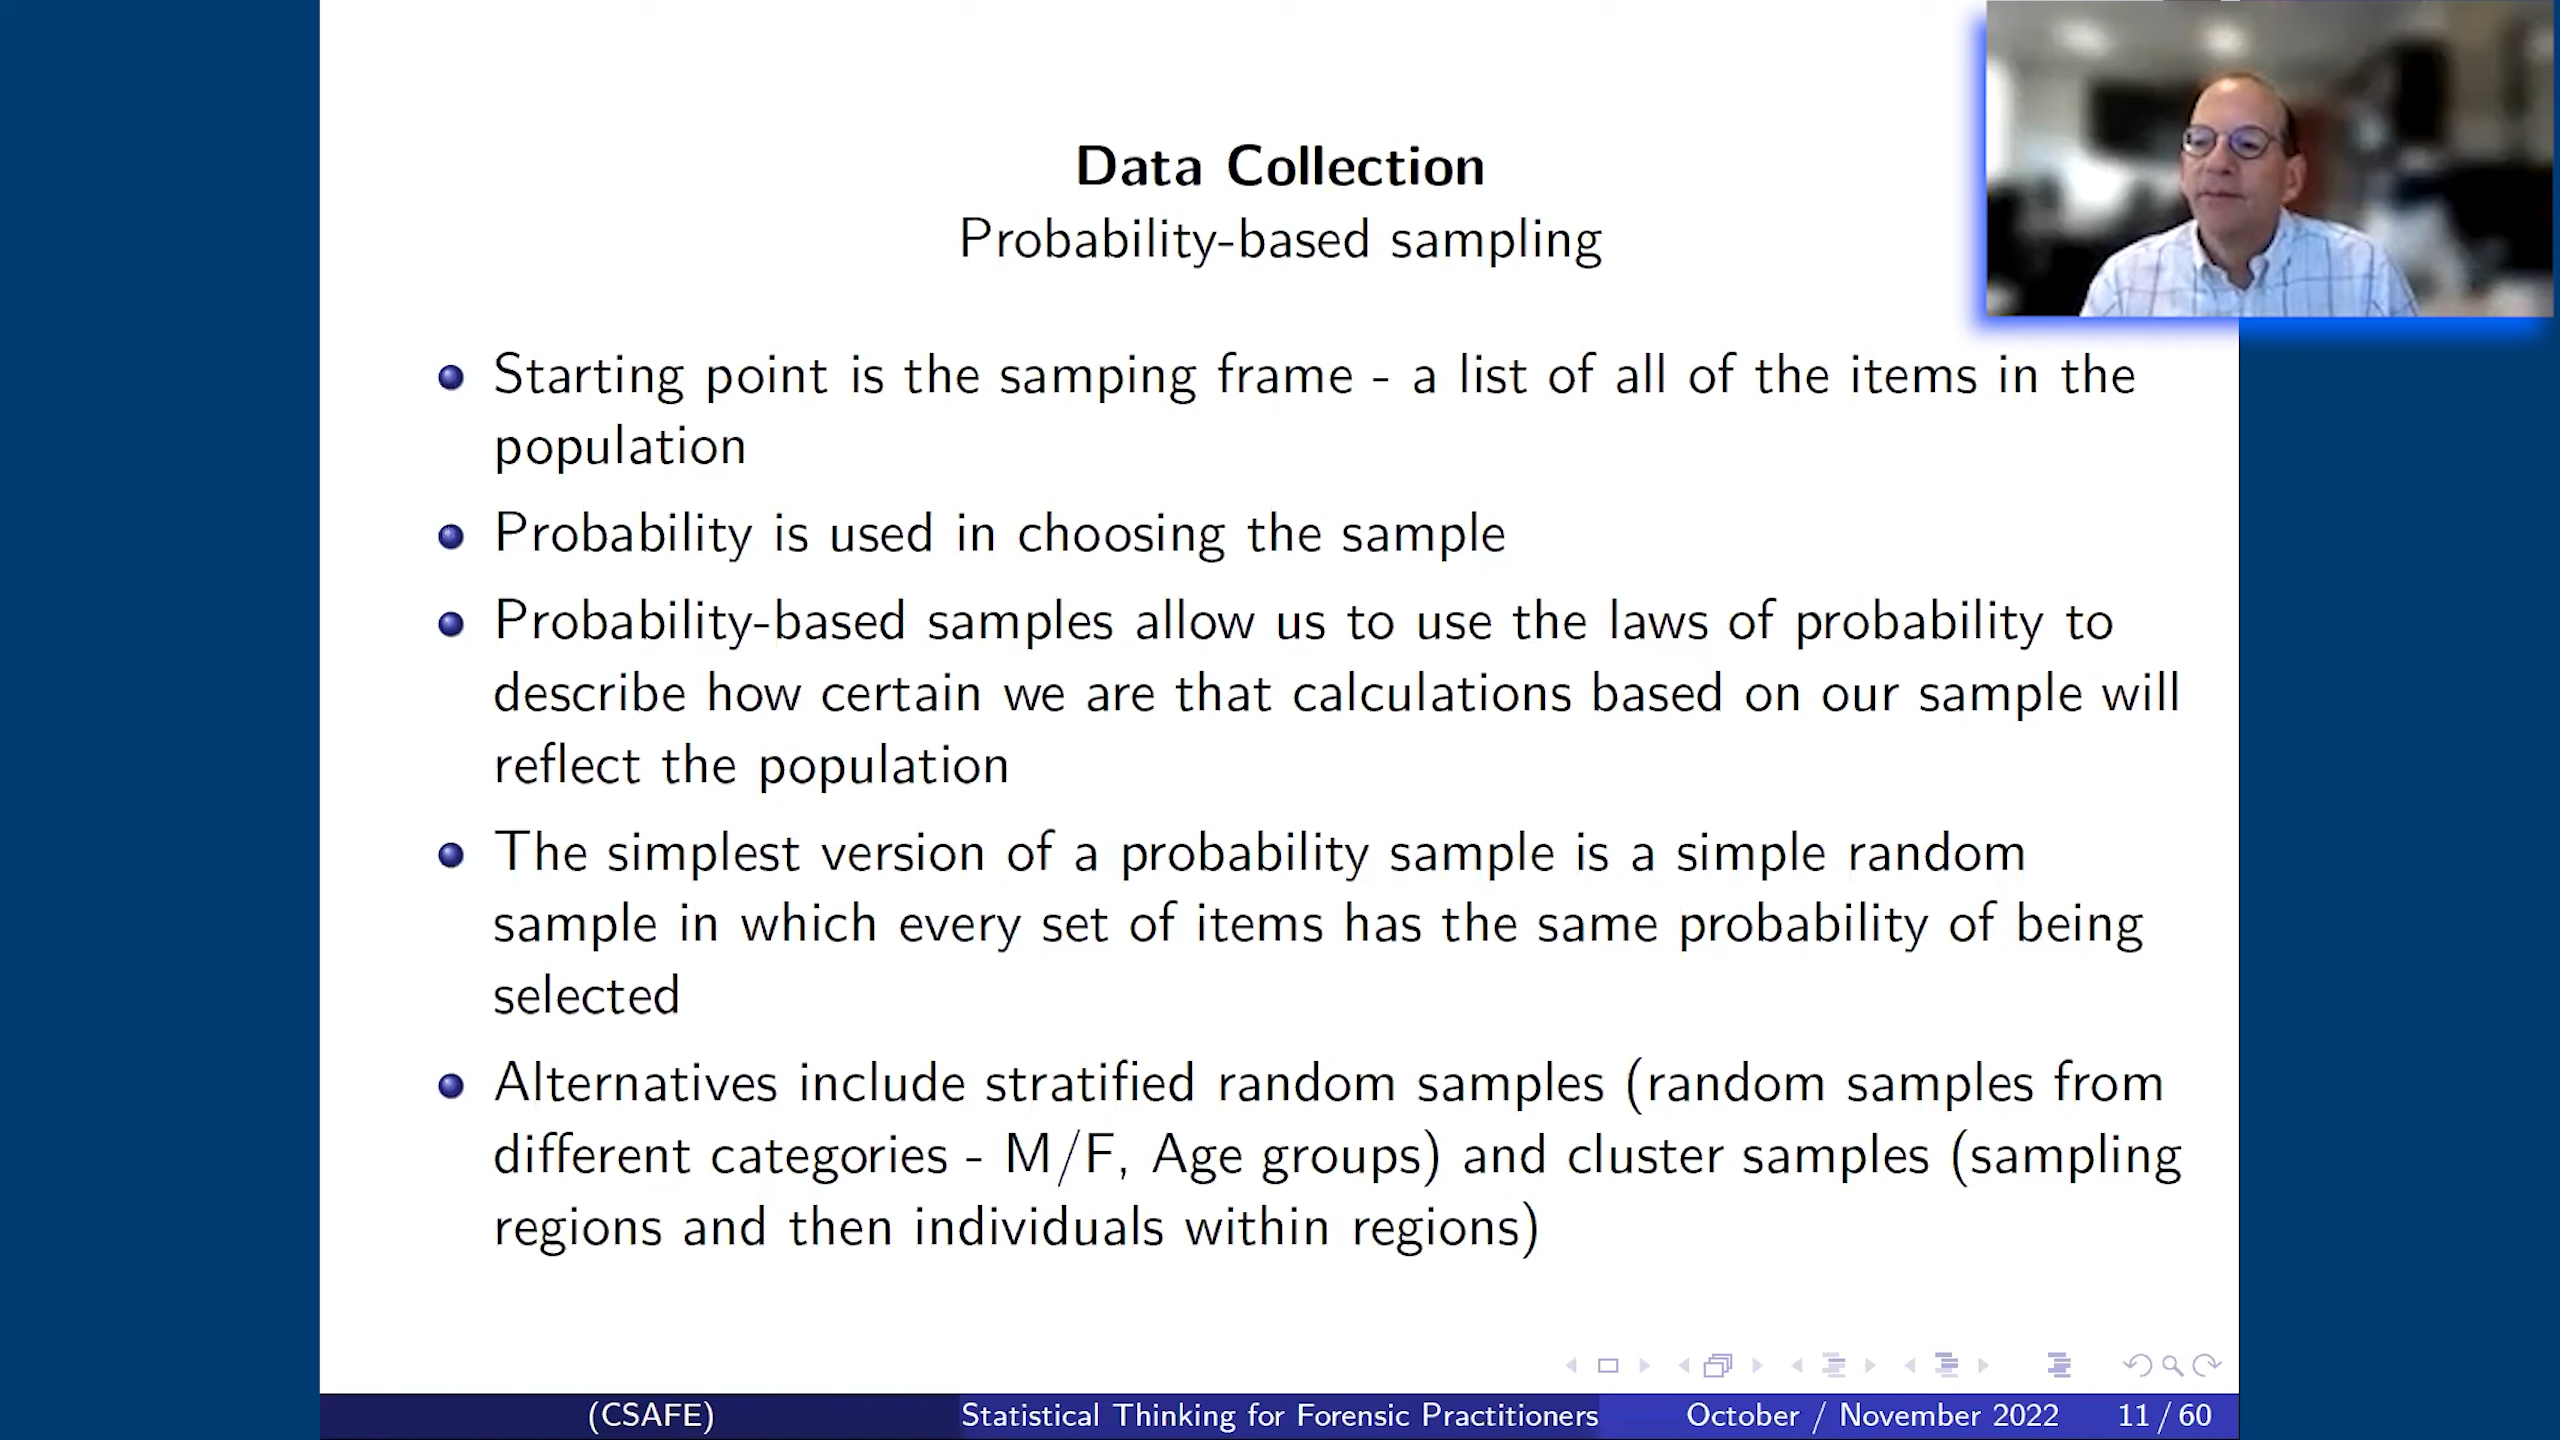 Data Collection
Probability-based sampling
Starting point is the samping frame - a list of all of the items in the
population
Probability is used in choosing the sample
Probability-based samples allow us to use the laws of probability to
describe how certain we are that calculations based on our sample will
reflect the population
The simplest version of a probability sample is a simple random
sample in which every set of items has the same probability of being
selected
Alternatives include stratified random samples (random samples from
different categories - M/F, Age groups) and cluster samples (sampling
regions and then individuals within regions)
(CSAFE) Statistical Thinking for Forensic Practitioners October / November 2022 11 / 60